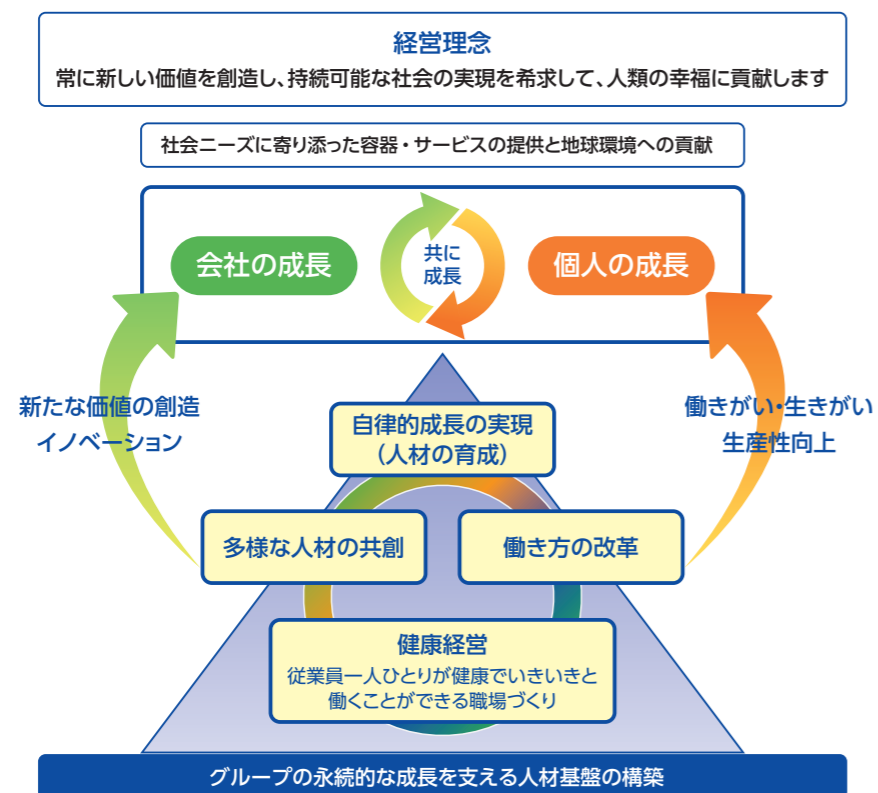 経営理念
常に新しい価値を創造し、持続可能な社会の実現を希求して、人類の幸福に貢献します
社会ニーズに寄り添った容器・サービスの提供と地球環境への貢献
会社の成長
共に
成長
個人の成長
新たな価値の創造
イノベーション
働きがい・生きがい
生産性向上
自律的成長の実現
（人材の育成）
多様な人材の共創
働き方の改革
健康経営
従業員一人ひとりが健康でいきいきと
働くことができる職場づくり
グループの永続的な成長を支える人材基盤の構築